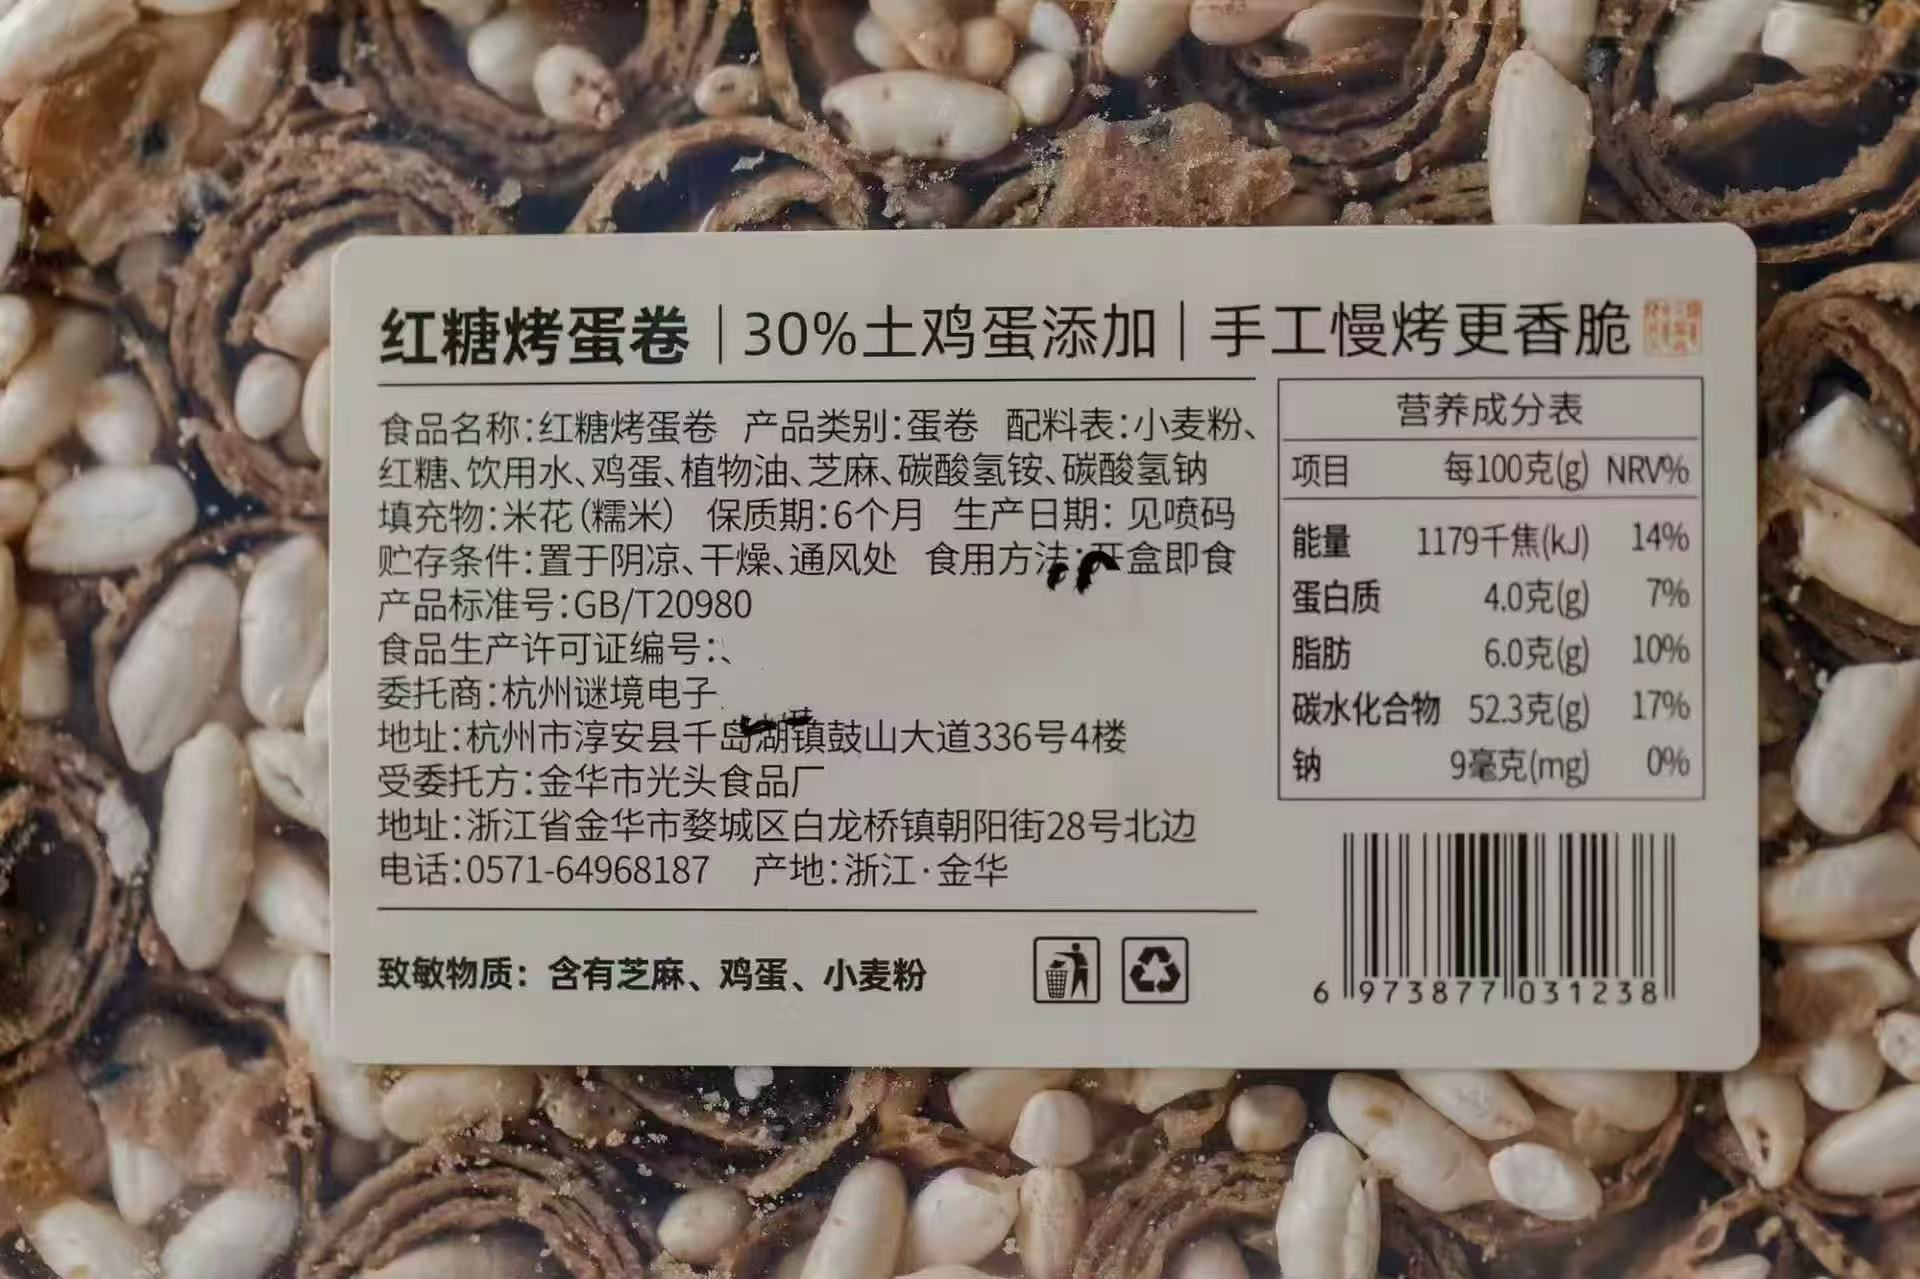 红糖烤蛋卷|30%土鸡蛋添加|手工慢烤更香脆
食品名称:红糖烤蛋卷 产品类别:蛋卷 配料表:小麦粉、
红糖、饮用水、鸡蛋、植物油、芝麻、碳酸氢铵、碳酸氢钠
填充物:米花(糯米) 保质期:6个月 生产日期: 见喷码
贮存条件:置于阴凉、干燥、通风处 食用方法:开盒即食
产品标准号:GB/T20980
食品生产许可证编号:
委托商:杭州谜境电子
地址:杭州市淳安县千岛湖镇鼓山大道336号4楼
受委托方:金华市光头食品厂
地址:浙江省金华市婺城区白龙桥镇朝阳街28号北边
电话:0571-64968187 产地:浙江·金华
致敏物质: 含有芝麻、鸡蛋、小麦粉
营养成分表
项目 每100克(g) NRV%
能量 1179千焦(kJ) 14%
蛋白质 4.0克(g) 7%
脂肪 6.0克(g) 10%
碳水化合物 52.3克(g) 17%
钠 9毫克(mg) 0%
6 973877 031238